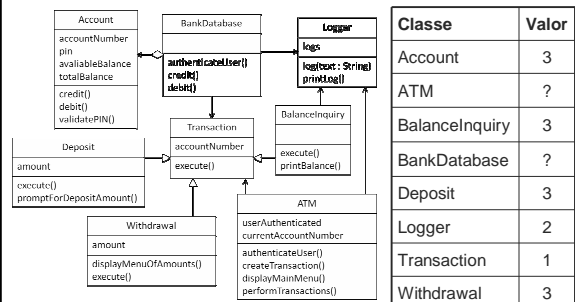 Account
accountNumber
pin
avaliableBalance
totalBalance
credit()
debit()
validatePIN()
BankDatabase
authenticateUser()
credit()
debit()
Logger
logs
log(text : String)
printLog()
Transaction
accountNumber
execute()
BalanceInquiry
execute()
printBalance()
Deposit
amount
execute()
prompForDepositAmount()
Withdrawal
amount
displayMenuOfAmounts()
execute()
ATM
userAuthenticated
currentAccountNumber
authenticateUser()
createTransaction()
displayMainMenu()
performTransactions()
Classe Valor
Account 3
ATM ?
BalanceInquiry 3
BankDatabase ?
Deposit 3
Logger 2
Transaction 1
Withdrawal 3